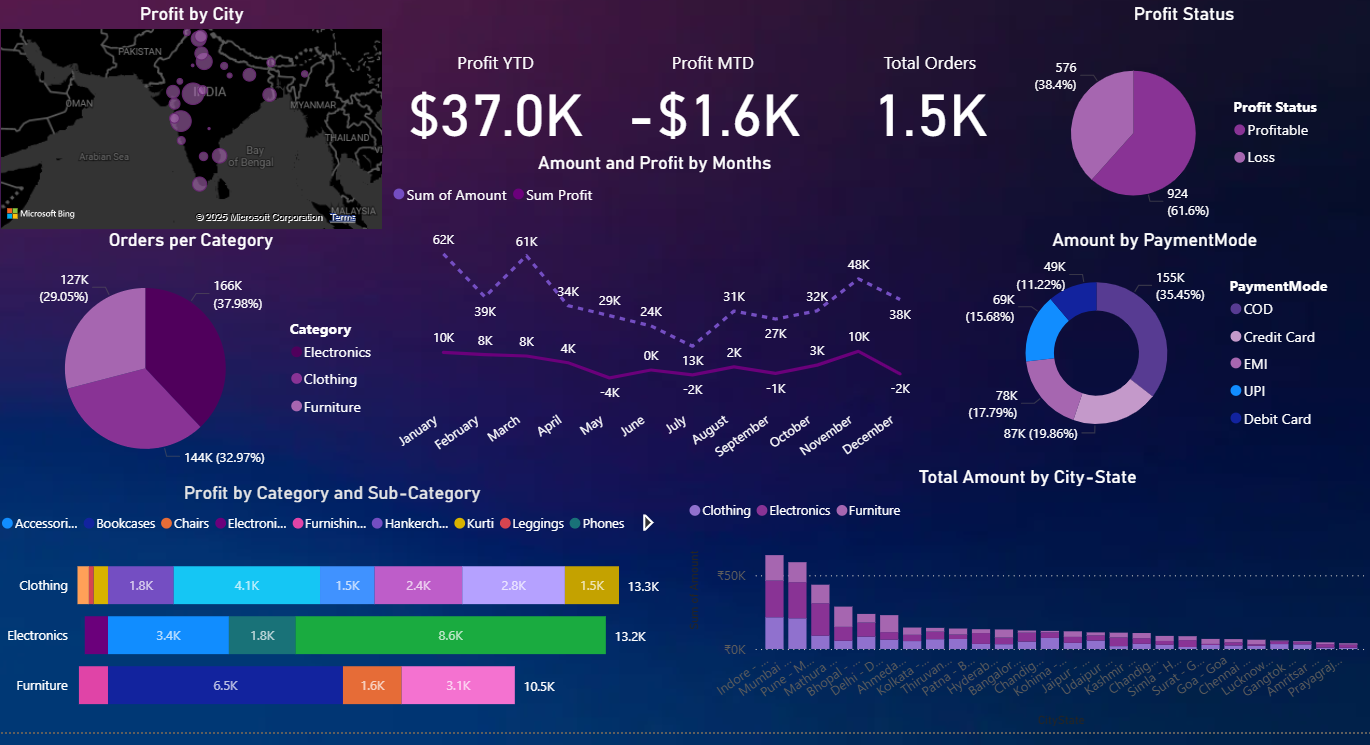 Profit by City
PAKISTAN
OMAN
INDIA
MYANMAR
THAILAND
Arabian Sea
Bay
of Bengal
MALAYSIA
Microsoft Bing
© 2025 Microsoft Corporation Terms
Profit YTD
$37.0K
Profit MTD
-$1.6K
Total Orders
1.5K
Profit Status
576
(38.4%)
924
(61.6%)
Profit Status
Profitable
Loss
Orders per Category
127K
(29.05%)
166K
(37.98%)
144K (32.97%)
Category
Electronics
Clothing
Furniture
Amount and Profit by Months
Sum of Amount Sum Profit
62K
39K
61K
34K
29K
24K
13K
31K
27K
32K
48K
38K
10K
8K
8K
4K
-4K
0K
-2K
2K
-1K
3K
10K
-2K
January
February
March
April
May
June
July
August
September
October
November
December
Amount by PaymentMode
49K
(11.22%)
155K
(35.45%)
69K
(15.68%)
78K
(17.79%)
87K (19.86%)
PaymentMode
COD
Credit Card
EMI
UPI
Debit Card
Profit by Category and Sub-Category
Accessori... Bookcases Chairs Electroni... Furnishin... Hankerch... Kurti Leggings Phones
Clothing 1.8K 4.1K 1.5K 2.4K 2.8K 1.5K 13.3K
Electronics 3.4K 1.8K 8.6K 13.2K
Furniture 6.5K 1.6K 3.1K 10.5K
Total Amount by City-State
Clothing Electronics Furniture
₹50K
₹0K
Indore - ...
Mumbai ...
Pune - M...
Mathura ...
Bhopal - ...
Delhi - D...
Ahmeda...
Kolkata - ...
Thiruvan...
Patna - B...
Hyderab...
Bangalor...
Chandig...
Kohima - ...
Jaipur - ...
Udaipur ...
Kashmir ...
Chandig...
Simla - H...
Surat - G...
Goa - Goa
Chennai ...
Lucknow...
Gangtok ...
Amritsar ...
Prayagraj...